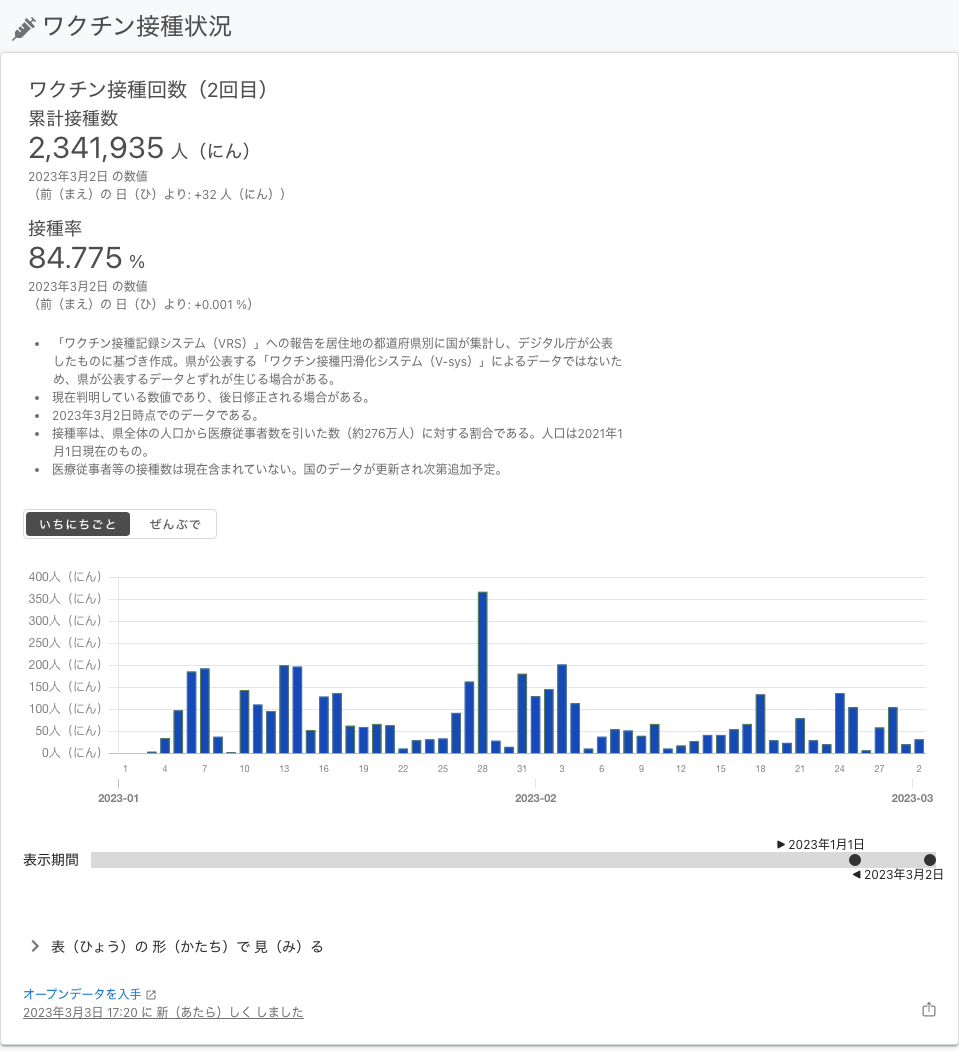 ワクチン接種状況
ワクチン接種回数（2回目）
累計接種数
2,341,935 人（にん）
2023年3月2日 の数値
（前（まえ）の 日（ひ）より: +32 人（にん））
接種率
84.775 %
2023年3月2日 の数値
（前（まえ）の 日（ひ）より: +0.001 %）
• 「ワクチン接種記録システム（VRS）」への報告を居住地の都道府県別に国が集計し、デジタル庁が公表
したものに基づき作成。県が公表する「ワクチン接種円滑化システム（V-sys）」によるデータではないた
め、県が公表するデータとずれが生じる場合がある。
• 現在判明している数値であり、後日修正される場合がある。
• 2023年3月2日時点でのデータである。
• 接種率は、県全体の人口から医療従事者数を引いた数（約276万人）に対する割合である。人口は2021年1
月1日現在のもの。
• 医療従事者等の接種数は現在含まれていない。国のデータが更新され次第追加予定。
いちにちごと ぜんぶで
400人（にん）
350人（にん）
300人（にん）
250人（にん）
200人（にん）
150人（にん）
100人（にん）
50人（にん）
0人（にん）
1 4 7 10 13 16 19 22 25 28 31 3 6 9 12 15 18 21 24 27 2
2023-01 2023-02 2023-03
▶ 2023年1月1日
表示期間
◀ 2023年3月2日
表（ひょう）の 形（かたち）で 見（み）る
オープンデータを入手
2023年3月3日 17:20 に 新（あたら）しく しました